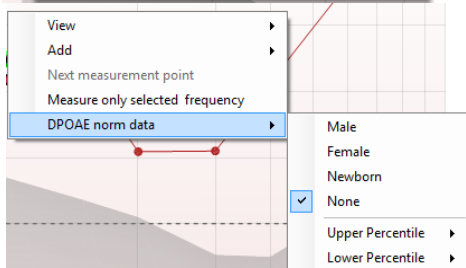 View
Add
Next measurement point
Measure only selected frequency
DPOAE norm data
Male
Female
Newborn
None
Upper Percentile
Lower Percentile